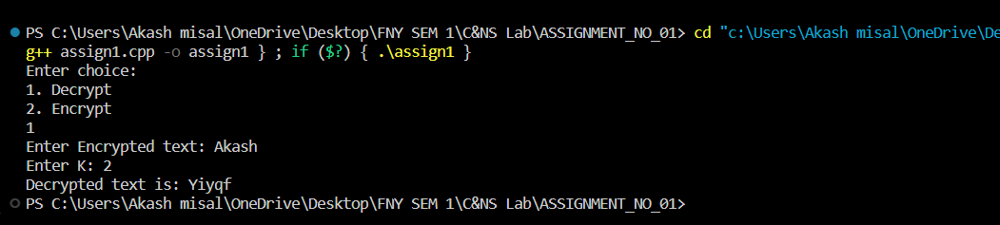 PS C:\Users\Akash misal\OneDrive\Desktop\FNY SEM 1\C&NS Lab\ASSIGNMENT_NO_01> cd "c:\Users\Akash misal\OneDrive\De
g++ assign1.cpp -o assign1 } ; if ($?) { .\assign1 }
Enter choice:
1. Decrypt
2. Encrypt
1
Enter Encrypted text: Akash
Enter K: 2
Decrypted text is: Yiyqf
PS C:\Users\Akash misal\OneDrive\Desktop\FNY SEM 1\C&NS Lab\ASSIGNMENT_NO_01>